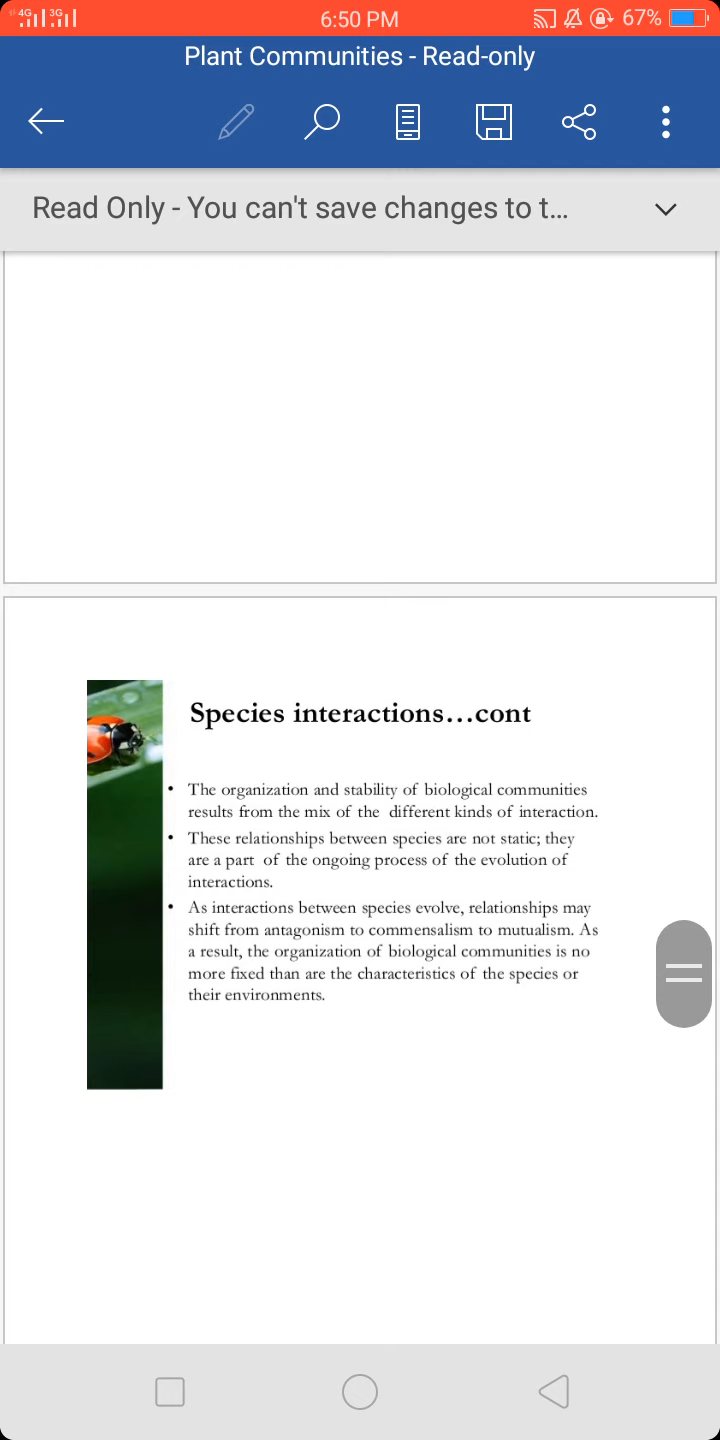 4G 3G 6:50 PM 67%
Plant Communities - Read-only
Read Only - You can't save changes to t...
Species interactions...cont
• The organization and stability of biological communities
results from the mix of the different kinds of interaction.
• These relationships between species are not static; they
are a part of the ongoing process of the evolution of
interactions.
• As interactions between species evolve, relationships may
shift from antagonism to commensalism to mutualism. As
a result, the organization of biological communities is no
more fixed than are the characteristics of the species or
their environments.